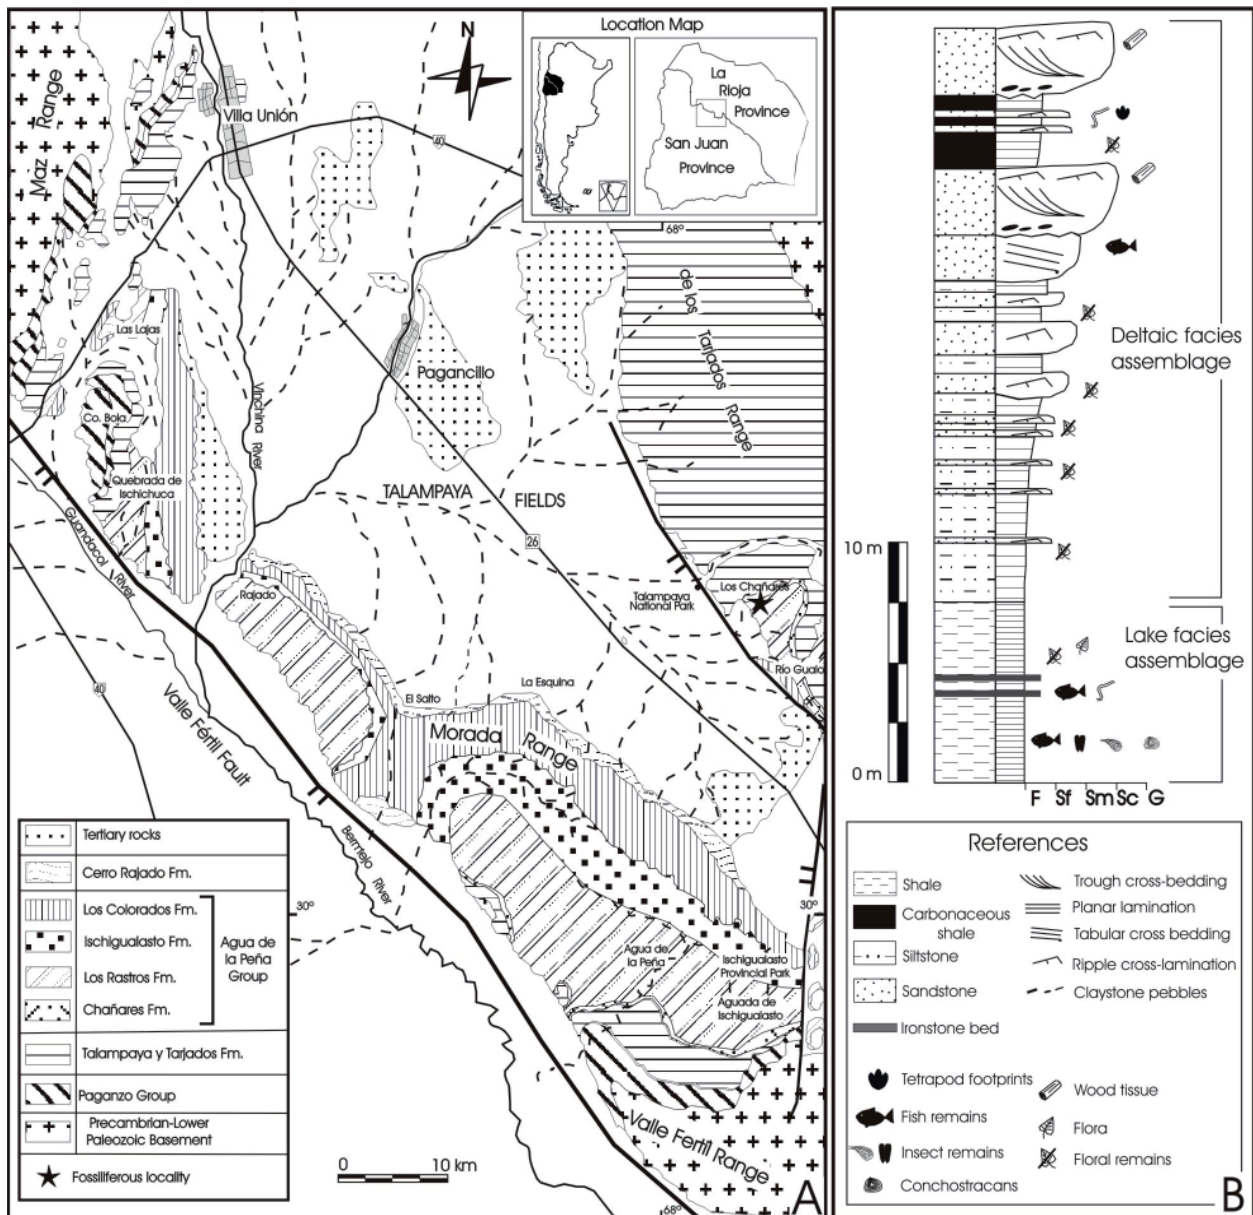 Location Map
La
Rioja
Province
San Juan
Province
N
Maz Range
Villa Unión
40
68°
de los Tarjados Range
Las Lajas
Pagancillo
Co. Bola
Vinchina River
Quebrada de
Ischichuca
TALAMPAYA FIELDS
Guandacol River
26
Rajado
Talampaya
National Park
Los Chañares
Río Gualo
40
El Salto
La Esquina
Valle Fértil Fault
Morada Range
Bermejo River
30°
30°
Agua de
la Peña
Ischigualasto
Provincial Park
Aguada de
Ischigualasto
Valle Fertil Range
0 10 km
68°
A
Tertiary rocks
Cerro Rajado Fm.
Los Colorados Fm.
Ischigualasto Fm.
Los Rastros Fm.
Chañares Fm.
Agua de
la Peña
Group
Talampaya y Tarjados Fm.
Paganzo Group
Precambrian-Lower
Paleozoic Basement
Fossiliferous locality
Deltaic facies
assemblage
10 m
Lake facies
assemblage
0 m
F Sf Sm Sc G
References
Shale
Carbonaceous
shale
Siltstone
Sandstone
Ironstone bed
Trough cross-bedding
Planar lamination
Tabular cross bedding
Ripple cross-lamination
Claystone pebbles
Tetrapod footprints
Fish remains
Insect remains
Conchostracans
Wood tissue
Flora
Floral remains
B